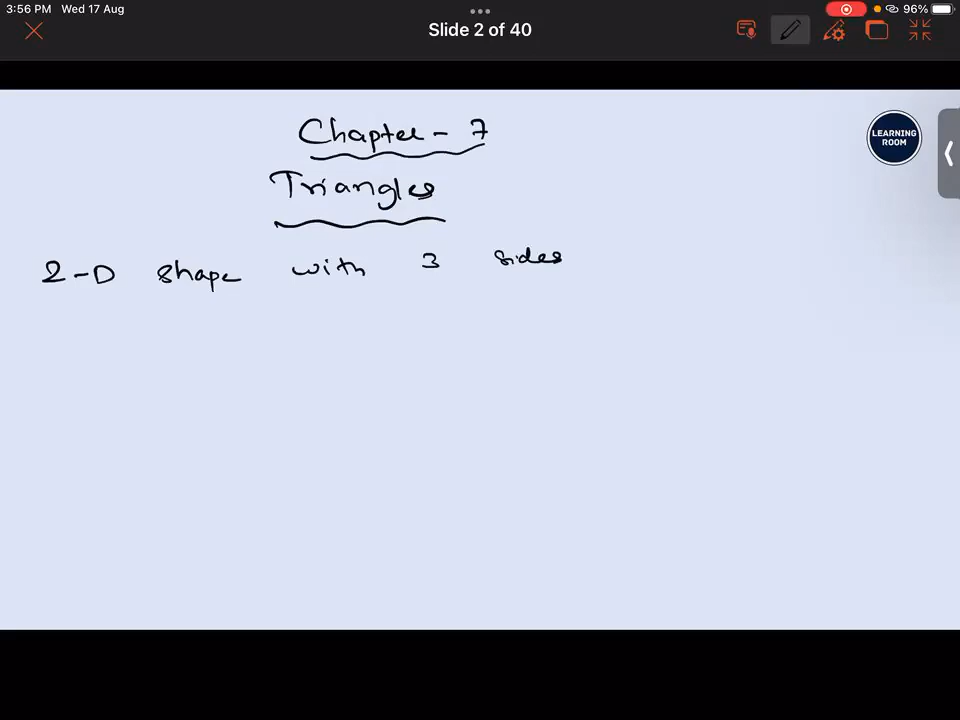 3:56 PM Wed 17 Aug
96%
Slide 2 of 40
Chapter - 7
LEARNING
ROOM
Triangles
2-D shape with 3 sides